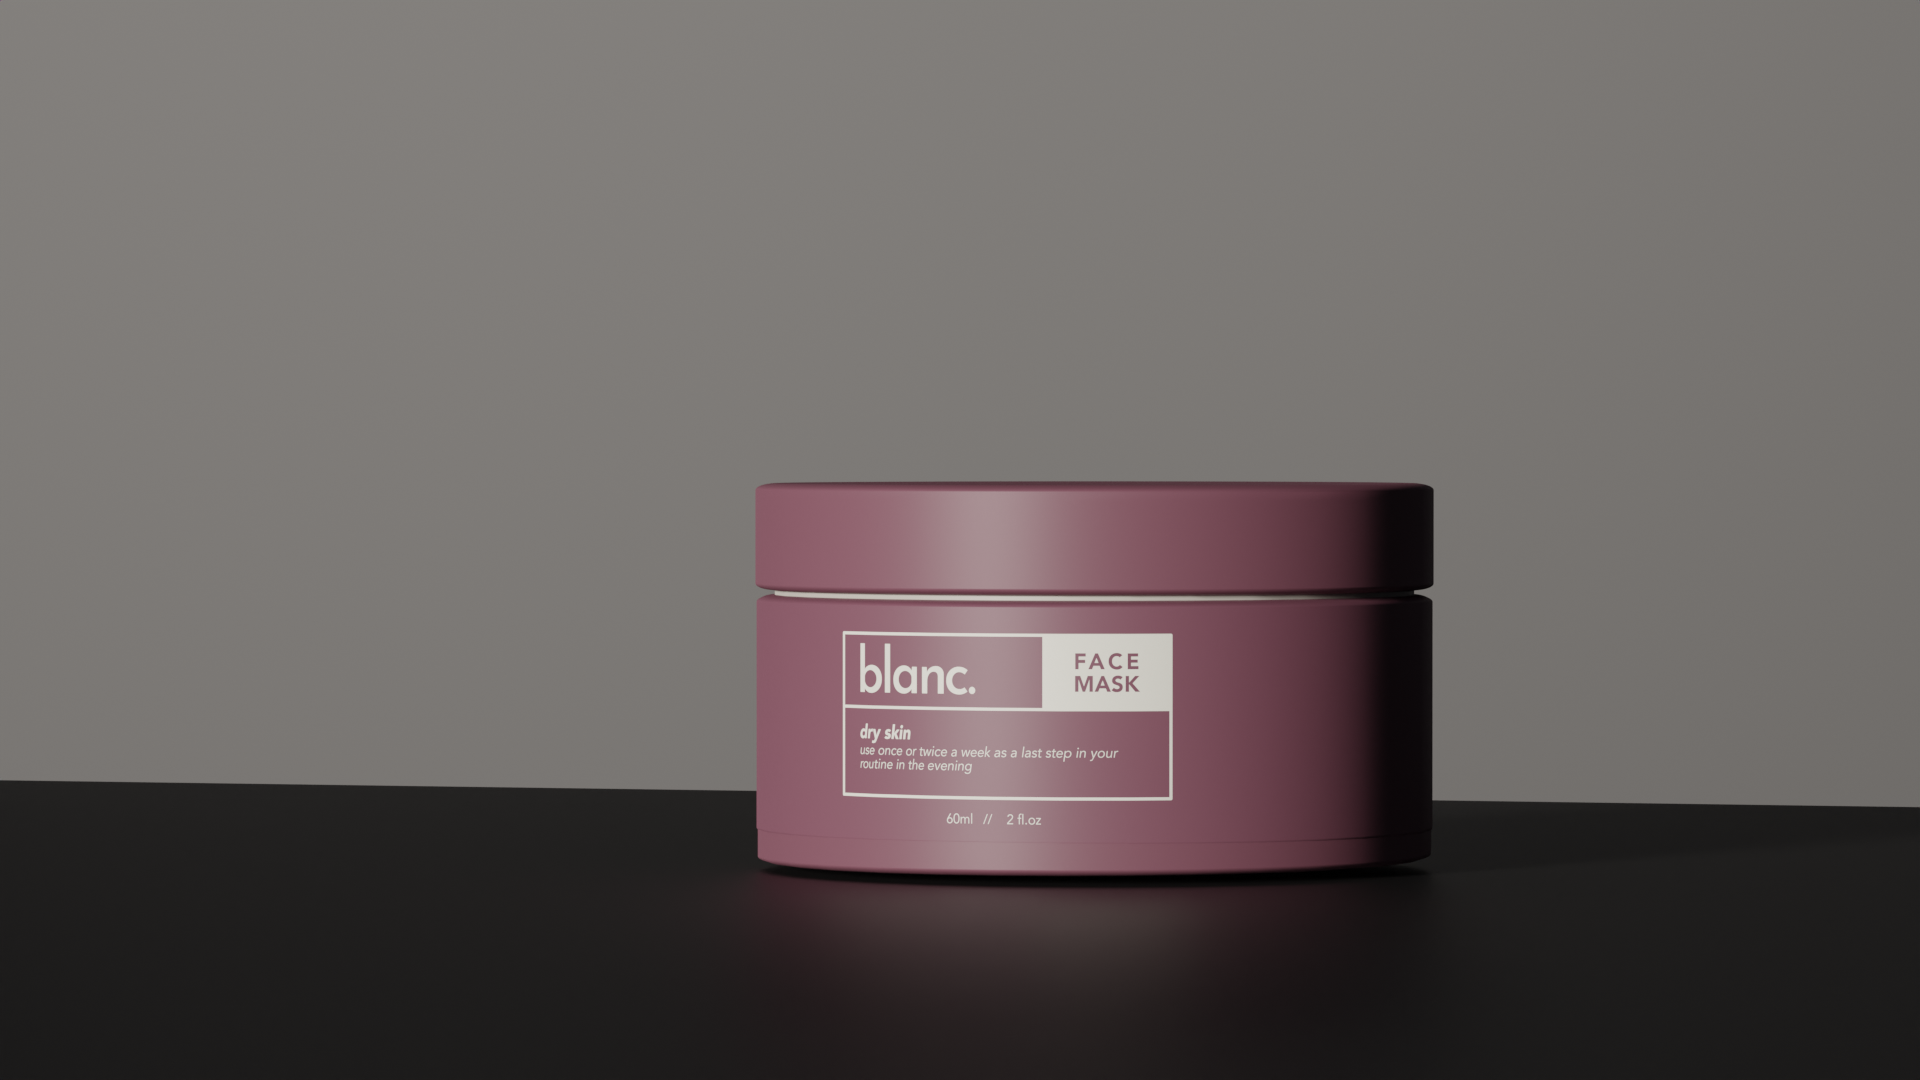 blanc.
FACE
MASK
dry skin
use once or twice a week as a last step in your
routine in the evening
60ml // 2 fl.oz